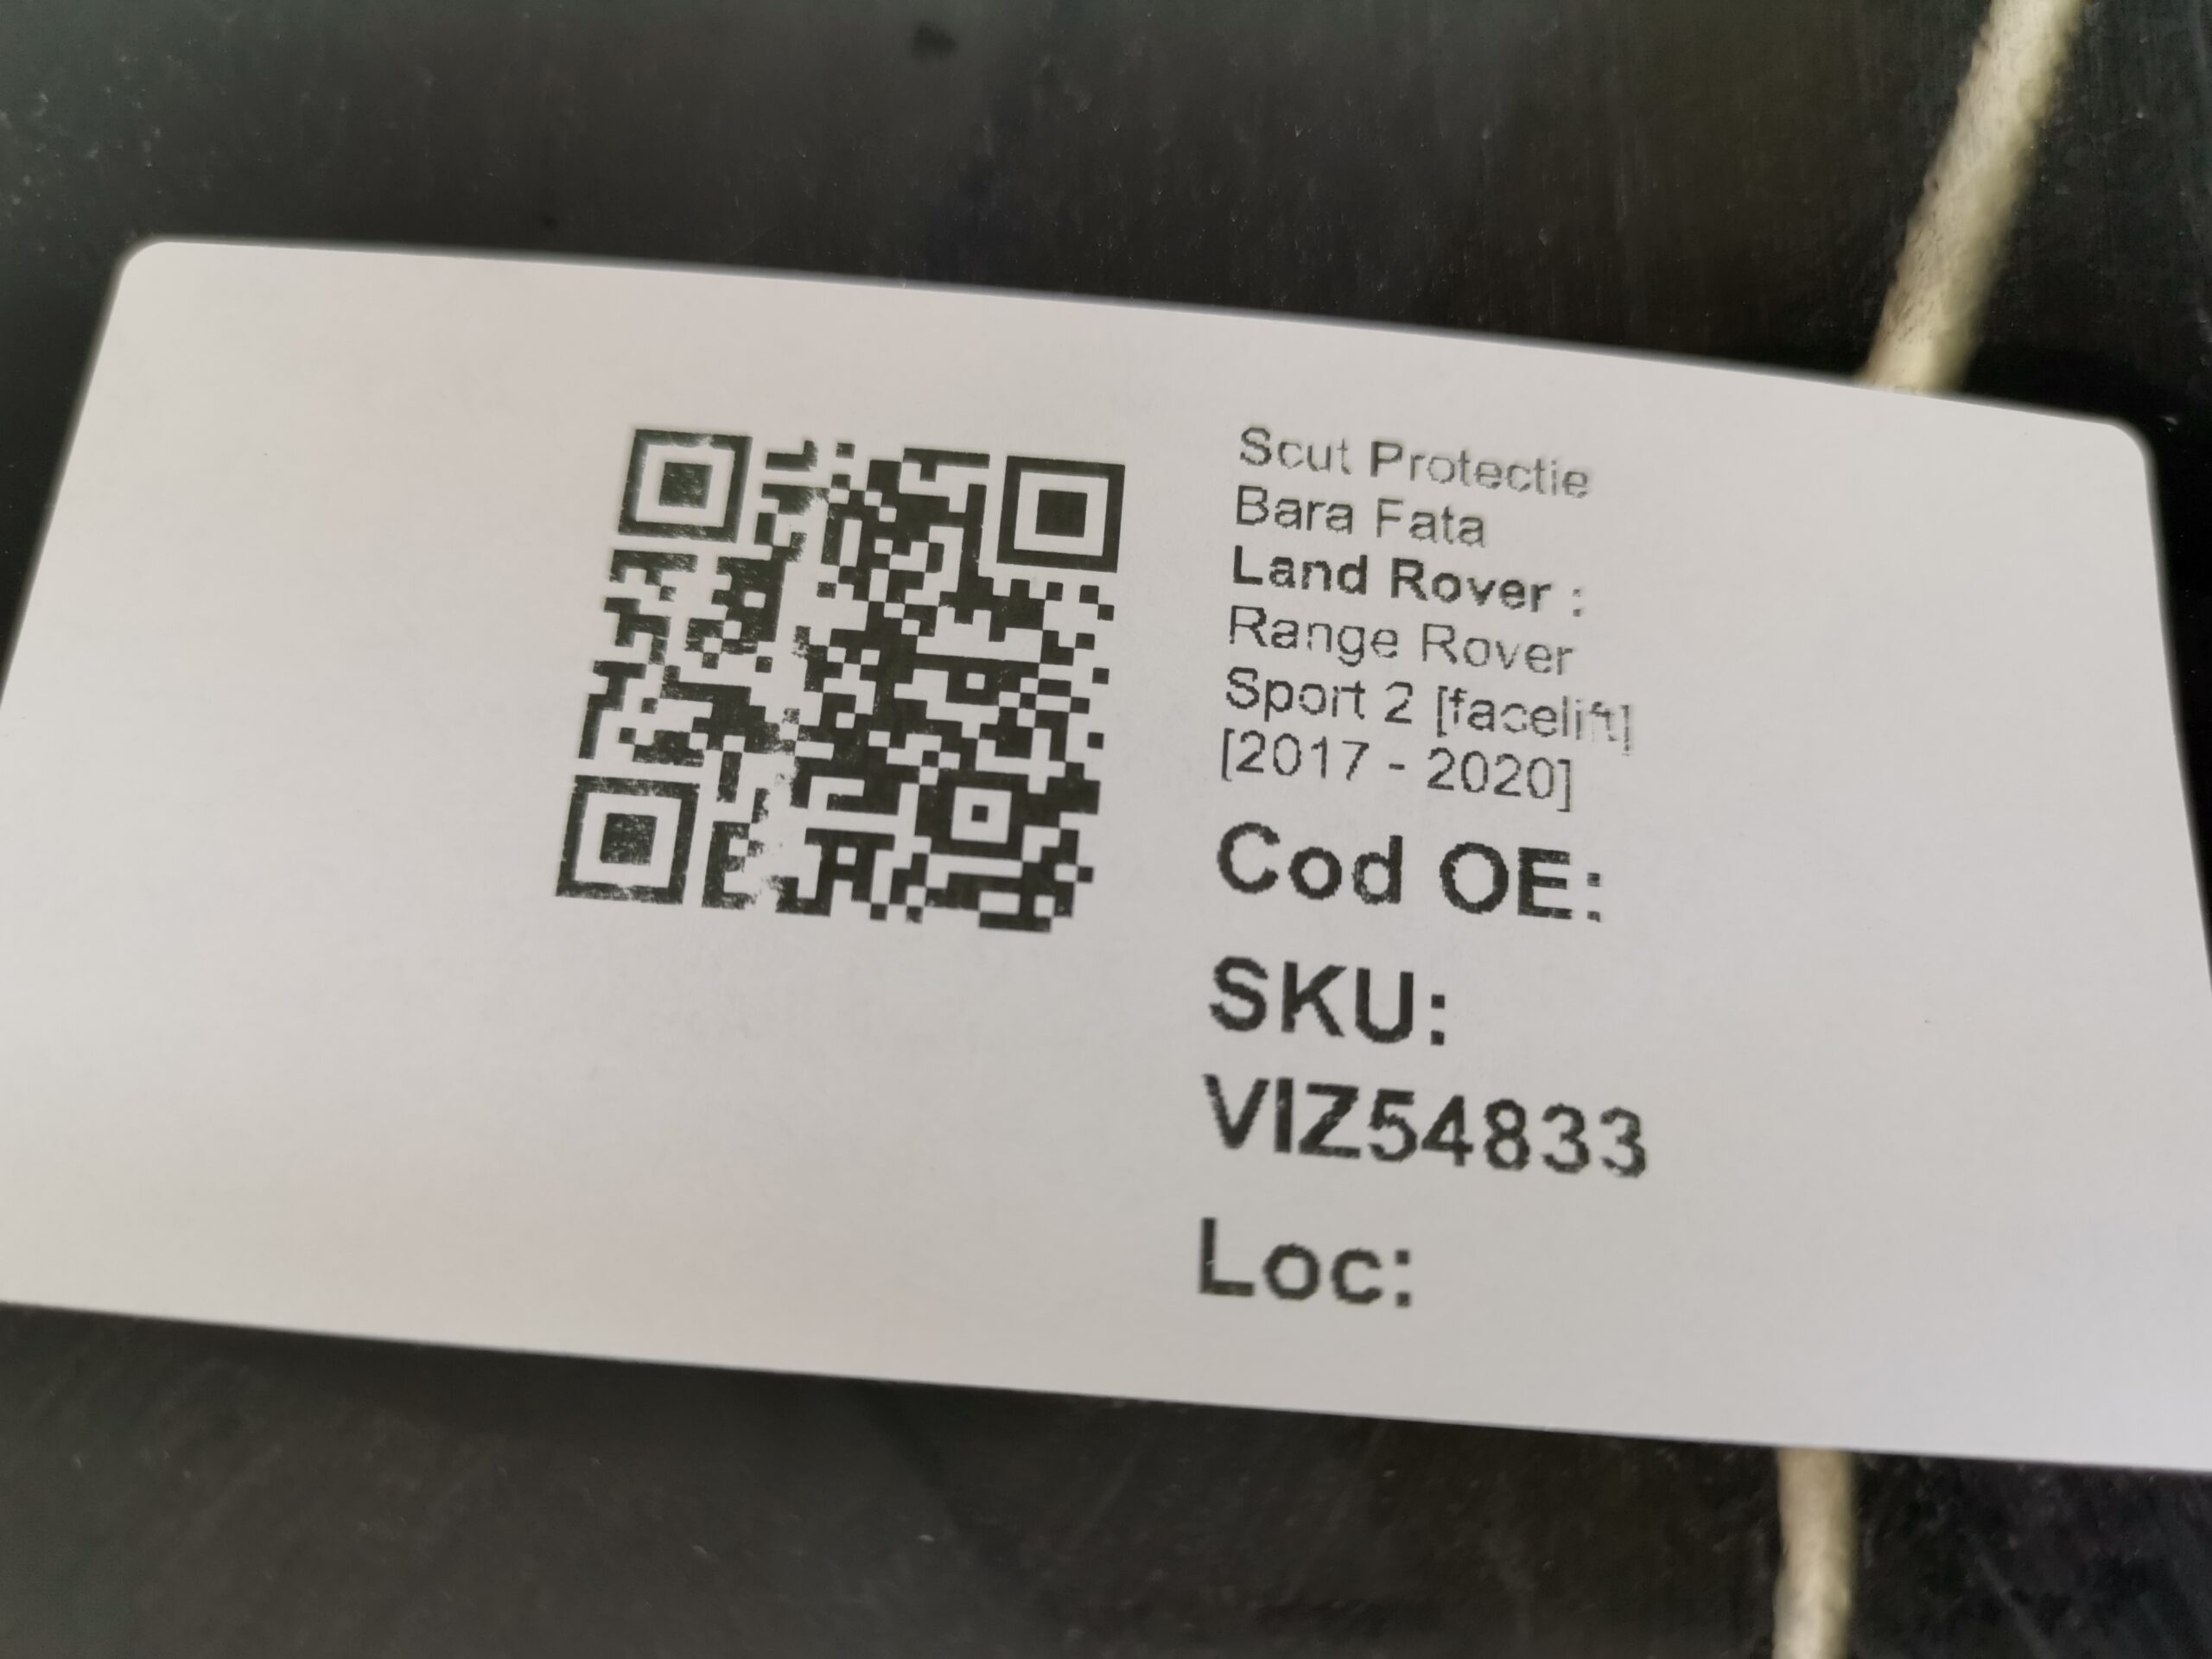 Scut Protectie
Bara Fata
Land Rover :
Range Rover
Sport 2 [facelift]
[2017 - 2020]
Cod OE:
SKU:
VIZ54833
Loc: